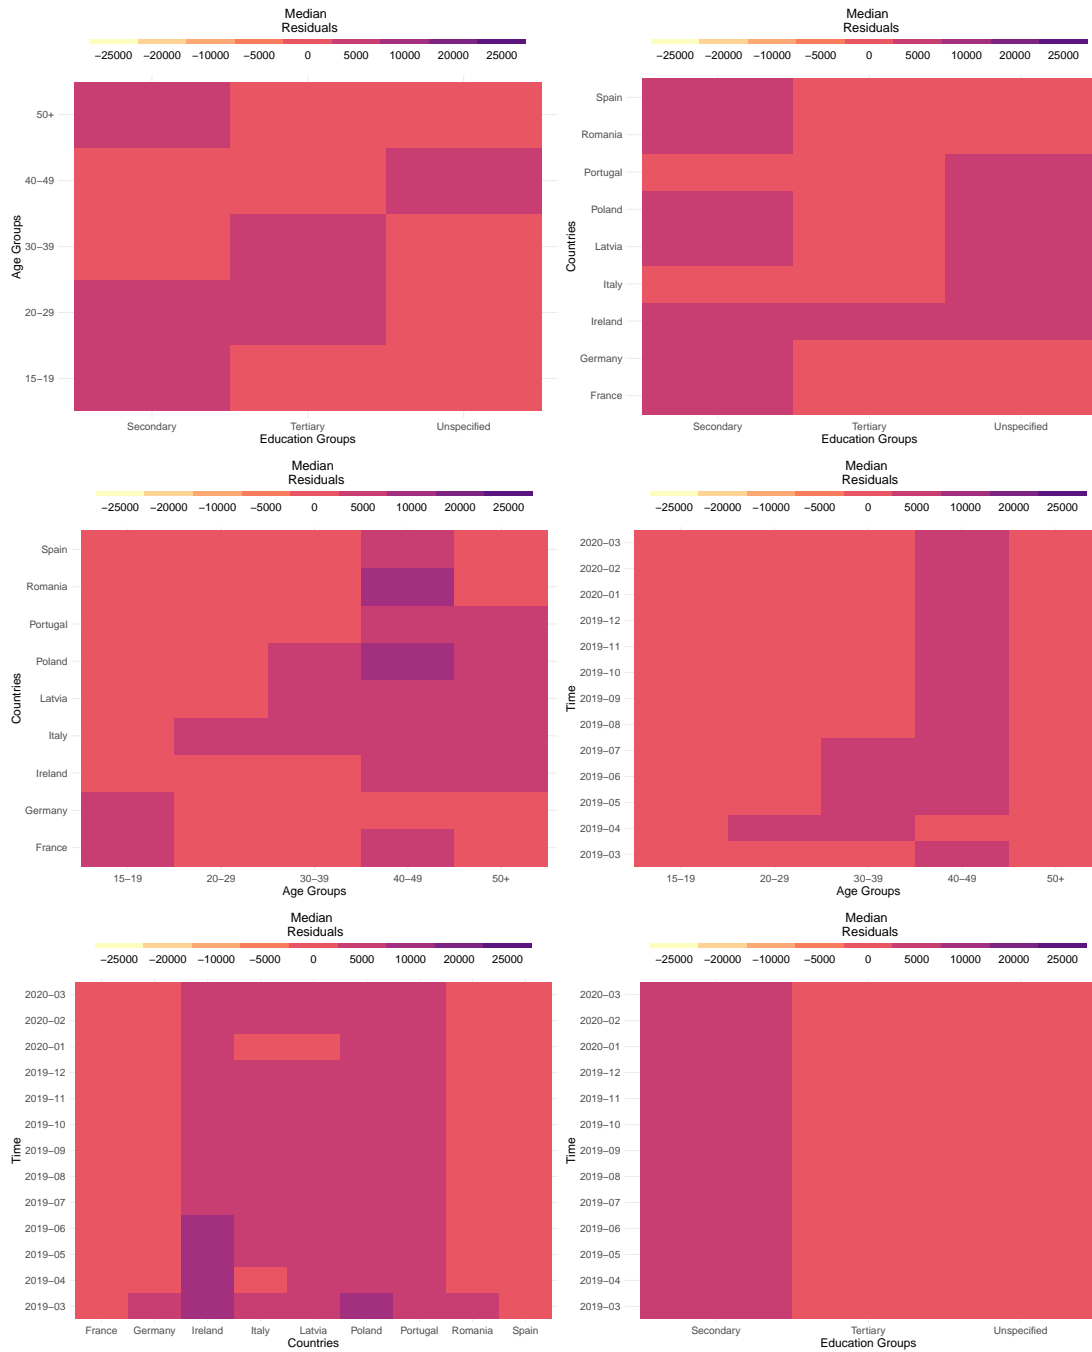 Median
Residuals
−25000 −20000 −10000 −5000 0 5000 10000 20000 25000
50+
40−49
30−39
20−29
15−19
Age Groups
Secondary Tertiary Unspecified
Education Groups
Median
Residuals
−25000 −20000 −10000 −5000 0 5000 10000 20000 25000
Spain
Romania
Portugal
Poland
Latvia
Italy
Ireland
Germany
France
Countries
Secondary Tertiary Unspecified
Education Groups
Median
Residuals
−25000 −20000 −10000 −5000 0 5000 10000 20000 25000
Spain
Romania
Portugal
Poland
Latvia
Italy
Ireland
Germany
France
Countries
15−19 20−29 30−39 40−49 50+
Age Groups
Median
Residuals
−25000 −20000 −10000 −5000 0 5000 10000 20000 25000
2020−03
2020−02
2020−01
2019−12
2019−11
2019−10
2019−09
2019−08
2019−07
2019−06
2019−05
2019−04
2019−03
Time
15−19 20−29 30−39 40−49 50+
Age Groups
Median
Residuals
−25000 −20000 −10000 −5000 0 5000 10000 20000 25000
2020−03
2020−02
2020−01
2019−12
2019−11
2019−10
2019−09
2019−08
2019−07
2019−06
2019−05
2019−04
2019−03
Time
France Germany Ireland Italy Latvia Poland Portugal Romania Spain
Countries
Median
Residuals
−25000 −20000 −10000 −5000 0 5000 10000 20000 25000
2020−03
2020−02
2020−01
2019−12
2019−11
2019−10
2019−09
2019−08
2019−07
2019−06
2019−05
2019−04
2019−03
Time
Secondary Tertiary Unspecified
Education Groups